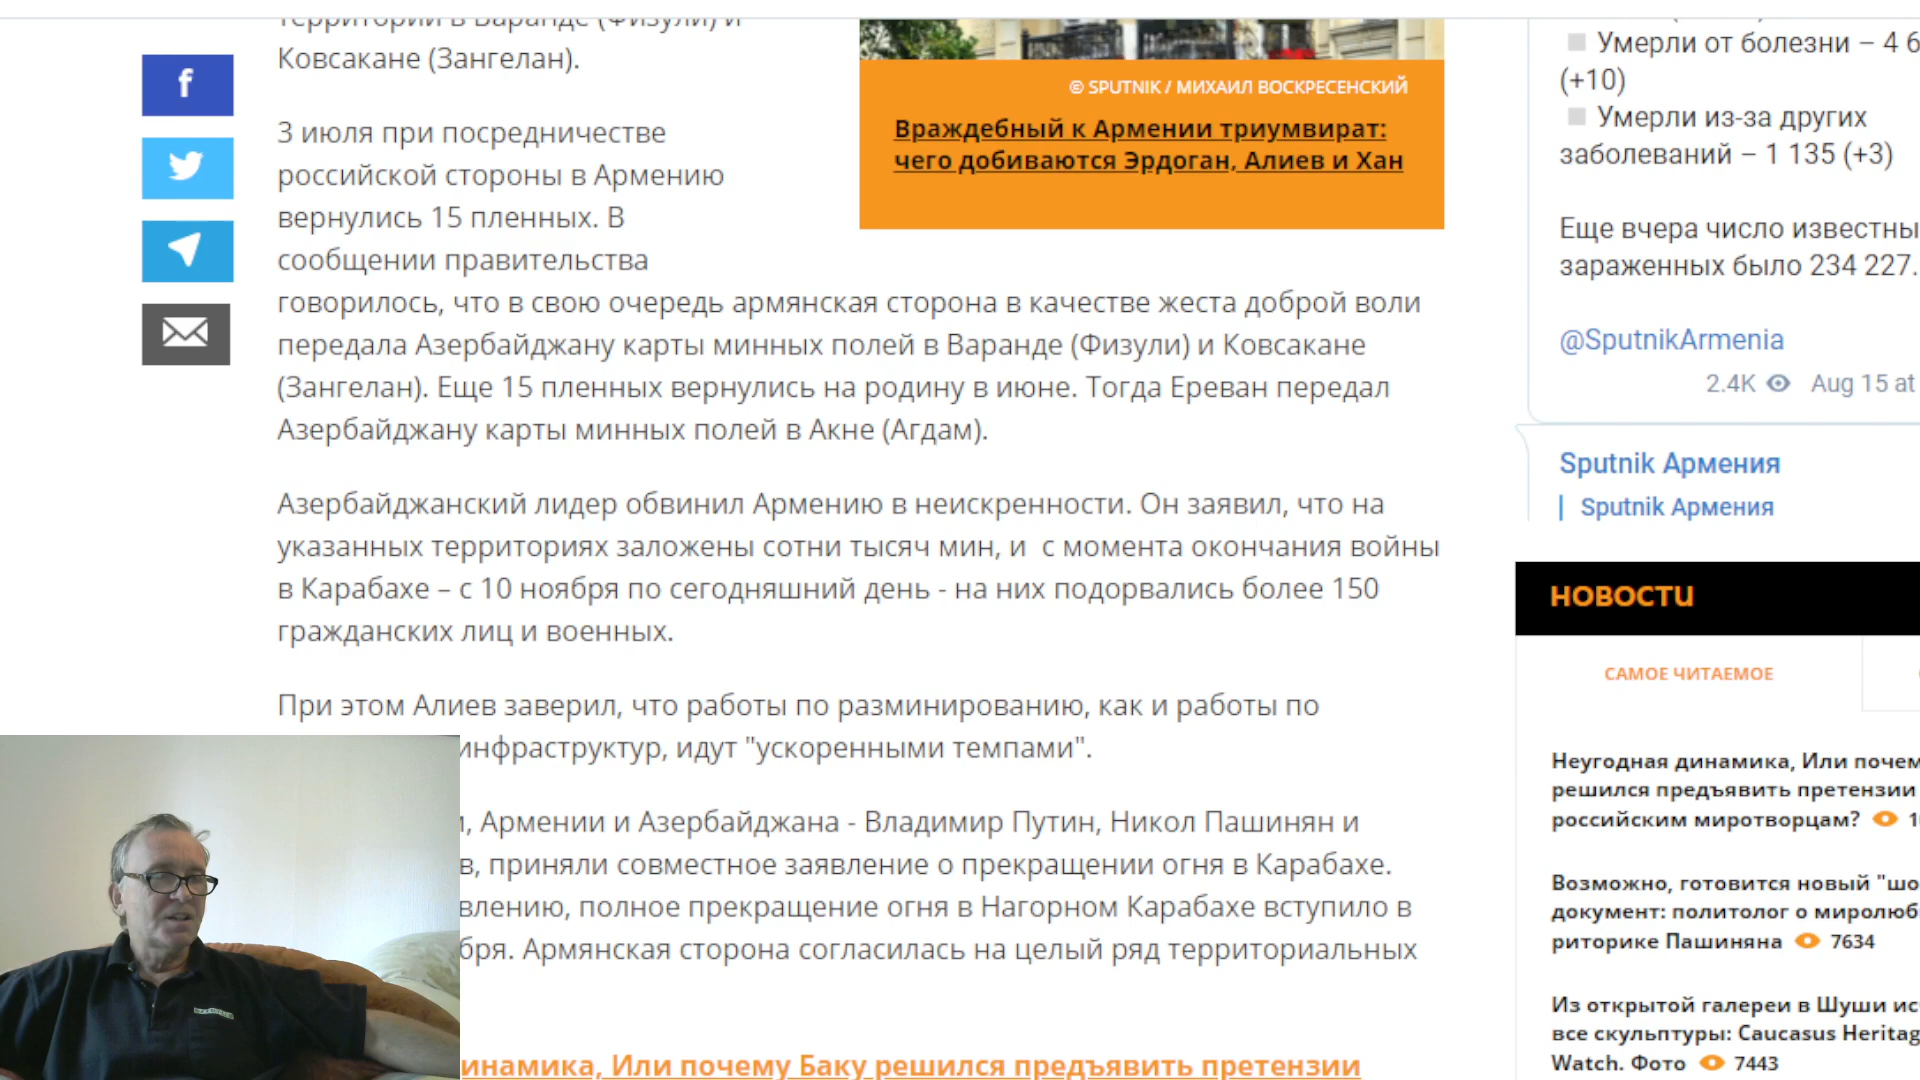 Ковсакане (Зангелан).
3 июля при посредничестве
российской стороны в Армению
вернулись 15 пленных. В
сообщении правительства
говорилось, что в свою очередь армянская сторона в качестве жеста доброй воли
передала Азербайджану карты минных полей в Варанде (Физули) и Ковсакане
(Зангелан). Еще 15 пленных вернулись на родину в июне. Тогда Ереван передал
Азербайджану карты минных полей в Акне (Агдам).
Азербайджанский лидер обвинил Армению в неискренности. Он заявил, что на
указанных территориях заложены сотни тысяч мин, и  с момента окончания войны
в Карабахе – с 10 ноября по сегодняшний день - на них подорвались более 150
гражданских лиц и военных.
При этом Алиев заверил, что работы по разминированию, как и работы по
инфраструктур, идут "ускоренными темпами".
, Армении и Азербайджана - Владимир Путин, Никол Пашинян и
в, приняли совместное заявление о прекращении огня в Карабахе.
влению, полное прекращение огня в Нагорном Карабахе вступило в
бря. Армянская сторона согласилась на целый ряд территориальных
инамика, Или почему Баку решился предъявить претензии
© SPUTNIK / МИХАИЛ ВОСКРЕСЕНСКИЙ
Враждебный к Армении триумвират:
чего добиваются Эрдоган, Алиев и Хан
Умерли от болезни – 4 6
(+10)
Умерли из-за других
заболеваний – 1 135 (+3)
Еще вчера число известны
зараженных было 234 227.
@SputnikArmenia
2.4K Aug 15 at
Sputnik Армения
Sputnik Армения
НОВОСТИ
САМОЕ ЧИТАЕМОЕ
Неугодная динамика, Или почем
решился предъявить претензии
российским миротворцам? 1
Возможно, готовится новый "шо
документ: политолог о миролюб
риторике Пашиняна 7634
Из открытой галереи в Шуши ис
все скульптуры: Caucasus Heritag
Watch. Фото 7443